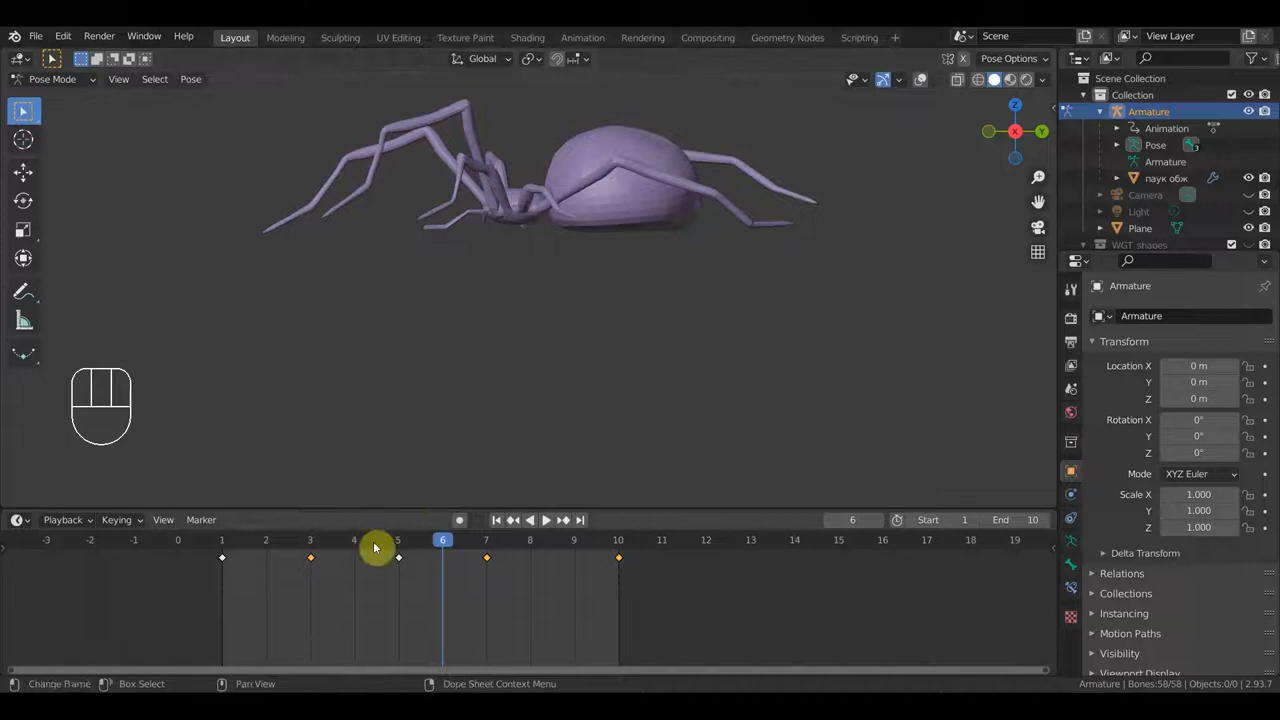 File Edit Render Window Help Layout Modeling Sculpting UV Editing Texture Paint Shading Animation Rendering Compositing Geometry Nodes Scripting + Scene View Layer
Global X Pose Options
Pose Mode View Select Pose
Scene Collection
Collection
Armature
Animation
Pose 3
Armature
паук обж
Camera
Light
Plane
WGT_shapes
Z
X
Y
Armature
Armature
Transform
Location X 0 m
Y 0 m
Z 0 m
Rotation X 0°
Y 0°
Z 0°
Mode XYZ Euler
Scale X 1.000
Y 1.000
Z 1.000
Delta Transform
Relations
Collections
Instancing
Motion Paths
Visibility
Viewport Display
Playback Keying View Marker 6 Start 1 End 10
-3 -2 -1 0 1 2 3 4 5 6 7 8 9 10 11 12 13 14 15 16 17 18 19
Change Frame Box Select Pan View Dope Sheet Context Menu Armature | Bones:58/58 | Objects:0/0 | 2.93.7